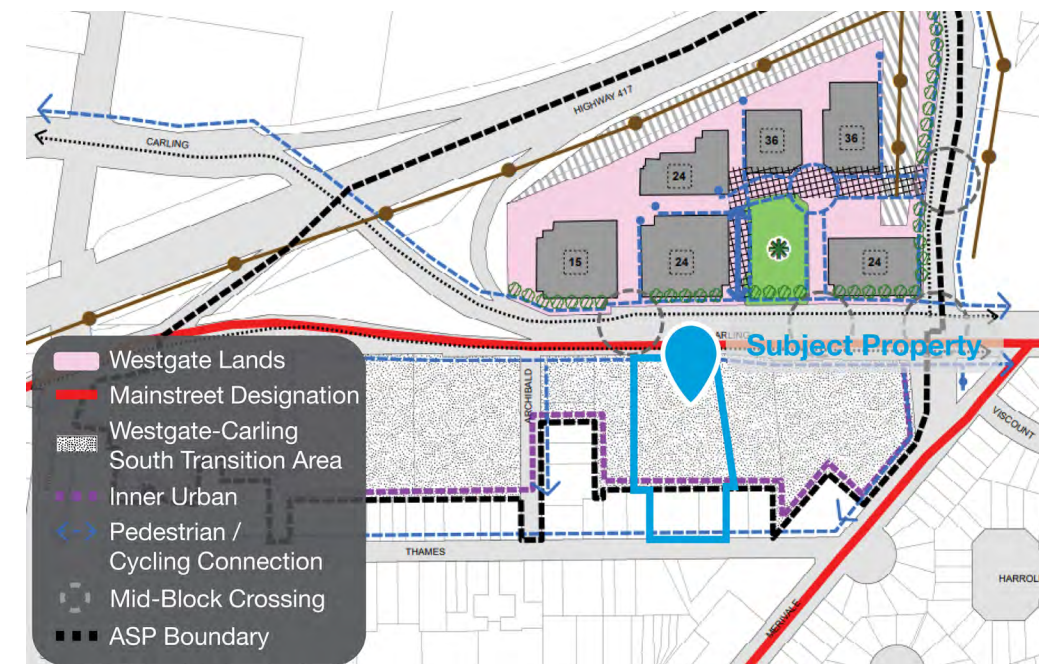 HIGHWAY 417
CARLING
36
36
24
15
24
24
ARLING
Subject Property
Westgate Lands
Mainstreet Designation
Westgate-Carling
South Transition Area
Inner Urban
Pedestrian /
Cycling Connection
Mid-Block Crossing
ASP Boundary
ARCHIBALD
VISCOUNT
THAMES
HARROL
MERIVALE